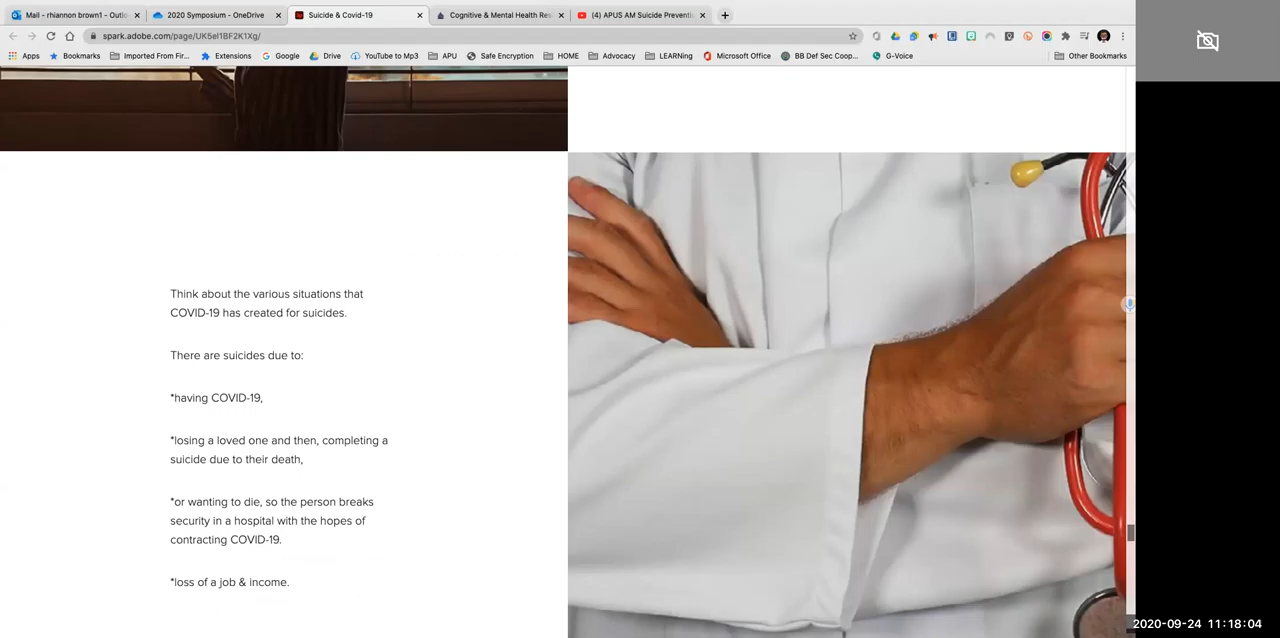 Mail - rhiannon brown1 - Outlo
2020 Symposium - OneDrive
Suicide & Covid-19
Cognitive & Mental Health Res
(4) APUS AM Suicide Preventi
spark.adobe.com/page/UK5eI1BF2K1Xg/
Apps
Bookmarks
Imported From Fir...
Extensions
Google
Drive
YouTube to Mp3
APU
Safe Encryption
HOME
Advocacy
LEARNing
Microsoft Office
BB Def Sec Coop...
G-Voice
Other Bookmarks
Think about the various situations that
COVID-19 has created for suicides.
There are suicides due to:
*having COVID-19,
*losing a loved one and then, completing a
suicide due to their death,
*or wanting to die, so the person breaks
security in a hospital with the hopes of
contracting COVID-19.
*loss of a job & income.
2020-09-24 11:18:04